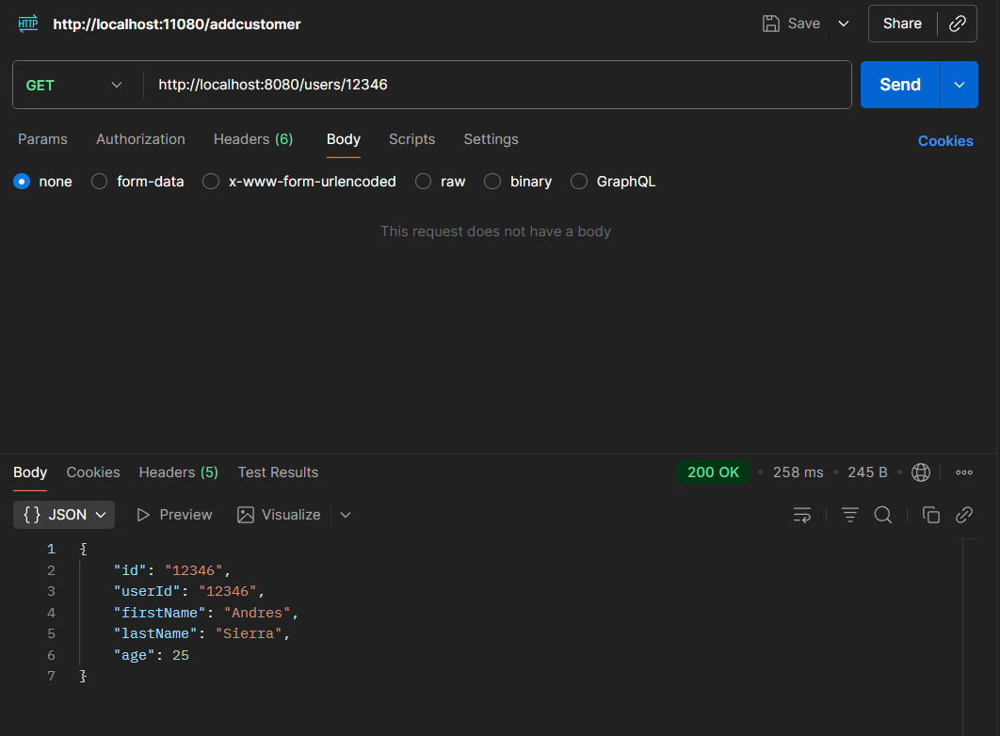 HTTP http://localhost:11080/addcustomer Save Share
GET http://localhost:8080/users/12346 Send
Params Authorization Headers (6) Body Scripts Settings Cookies
none form-data x-www-form-urlencoded raw binary GraphQL
This request does not have a body
Body Cookies Headers (5) Test Results 200 OK • 258 ms • 245 B •
{} JSON Preview Visualize
1 {
2 "id": "12346",
3 "userId": "12346",
4 "firstName": "Andres",
5 "lastName": "Sierra",
6 "age": 25
7 }